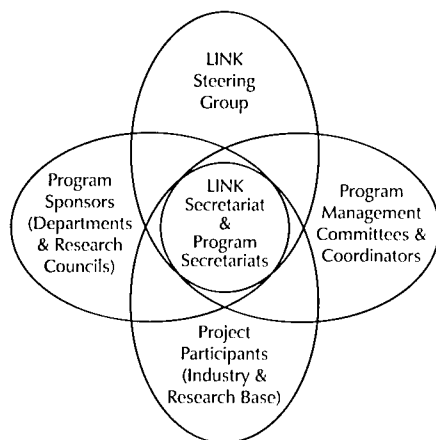 LINK
Steering
Group
Program
Sponsors
(Departments
& Research
Councils)
LINK
Secretariat
&
Program
Secretariats
Program
Management
Committees &
Coordinators
Project
Participants
(Industry &
Research Base)